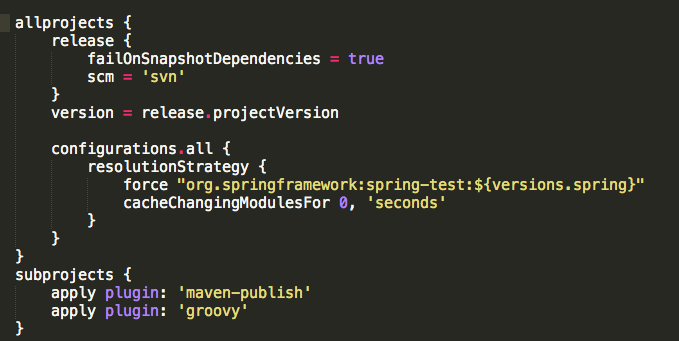 allprojects {
    release {
        failOnSnapshotDependencies = true
        scm = 'svn'
    }
    version = release.projectVersion

    configurations.all {
        resolutionStrategy {
            force "org.springframework:spring-test:${versions.spring}"
            cacheChangingModulesFor 0, 'seconds'
        }
    }
}
subprojects {
    apply plugin: 'maven-publish'
    apply plugin: 'groovy'
}